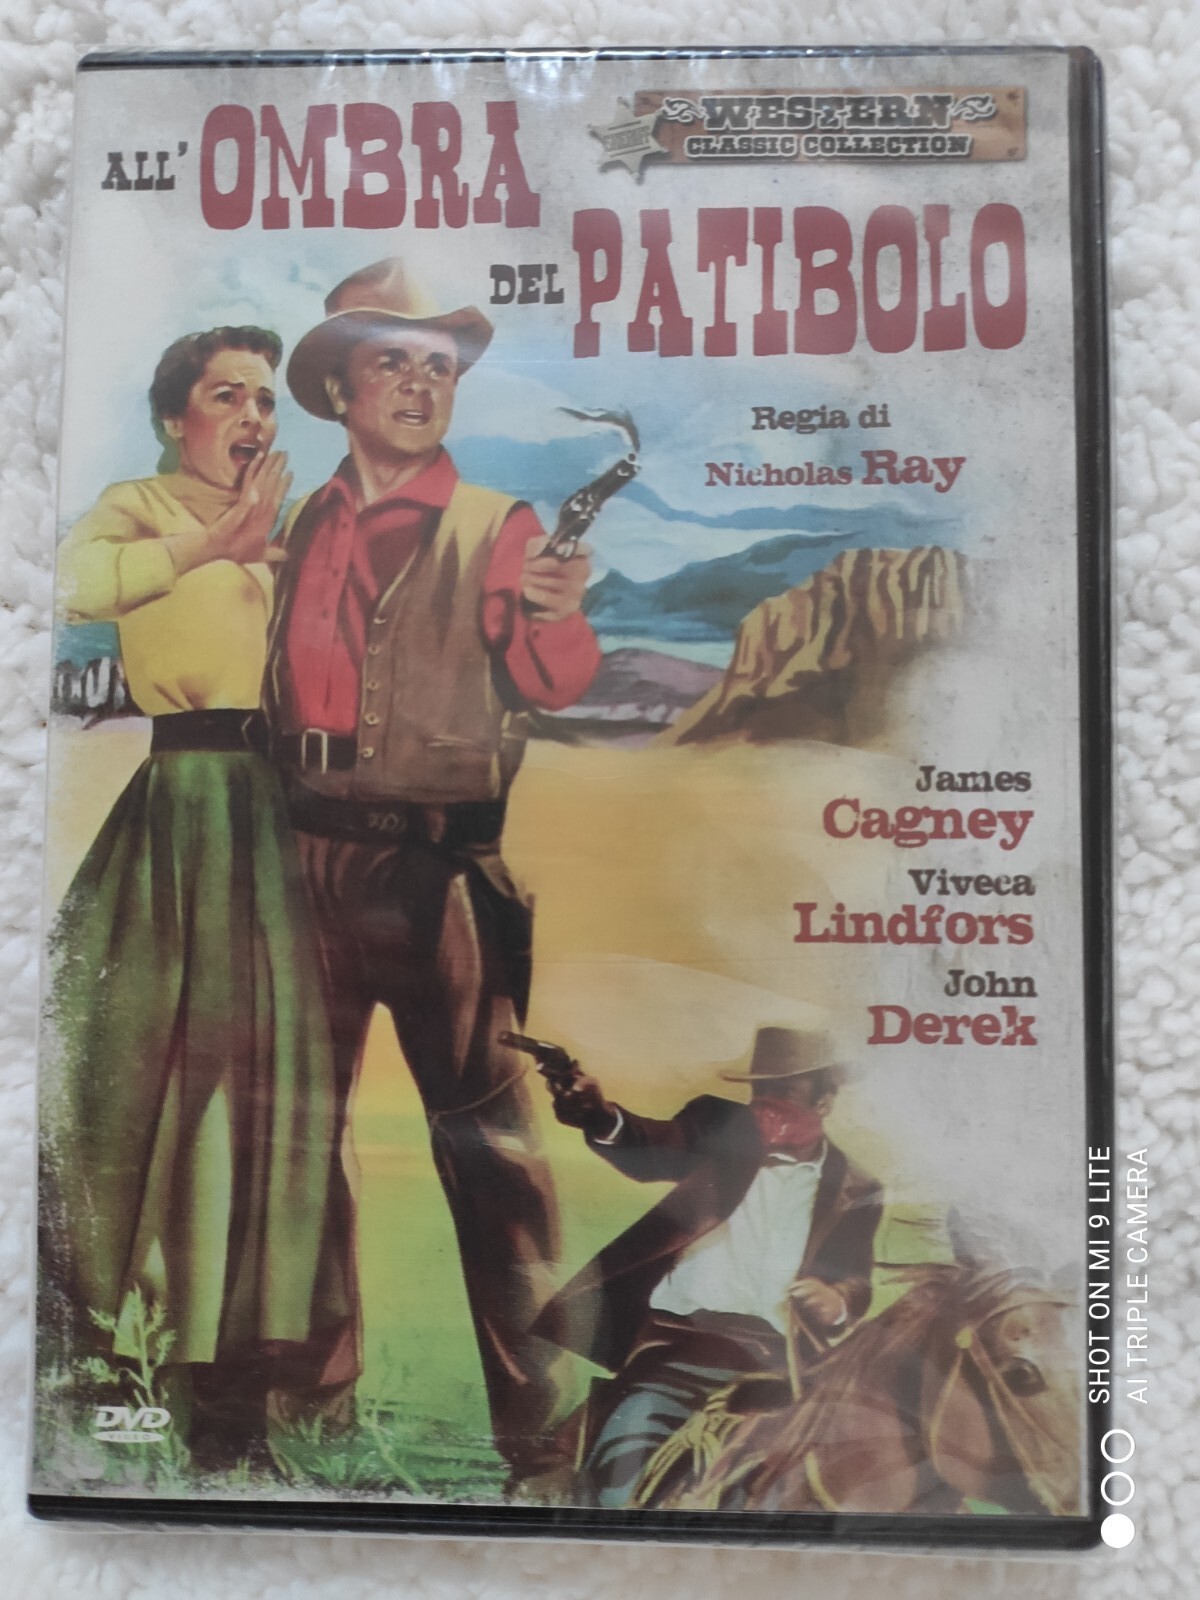 ALL' OMBRA
DEL PATIBOLO
WESTERN
CLASSIC COLLECTION
Regia di
Nicholas Ray
James
Cagney
Viveca
Lindfors
John
Derek
DVD
VIDEO
SHOT ON MI 9 LITE
AI TRIPLE CAMERA